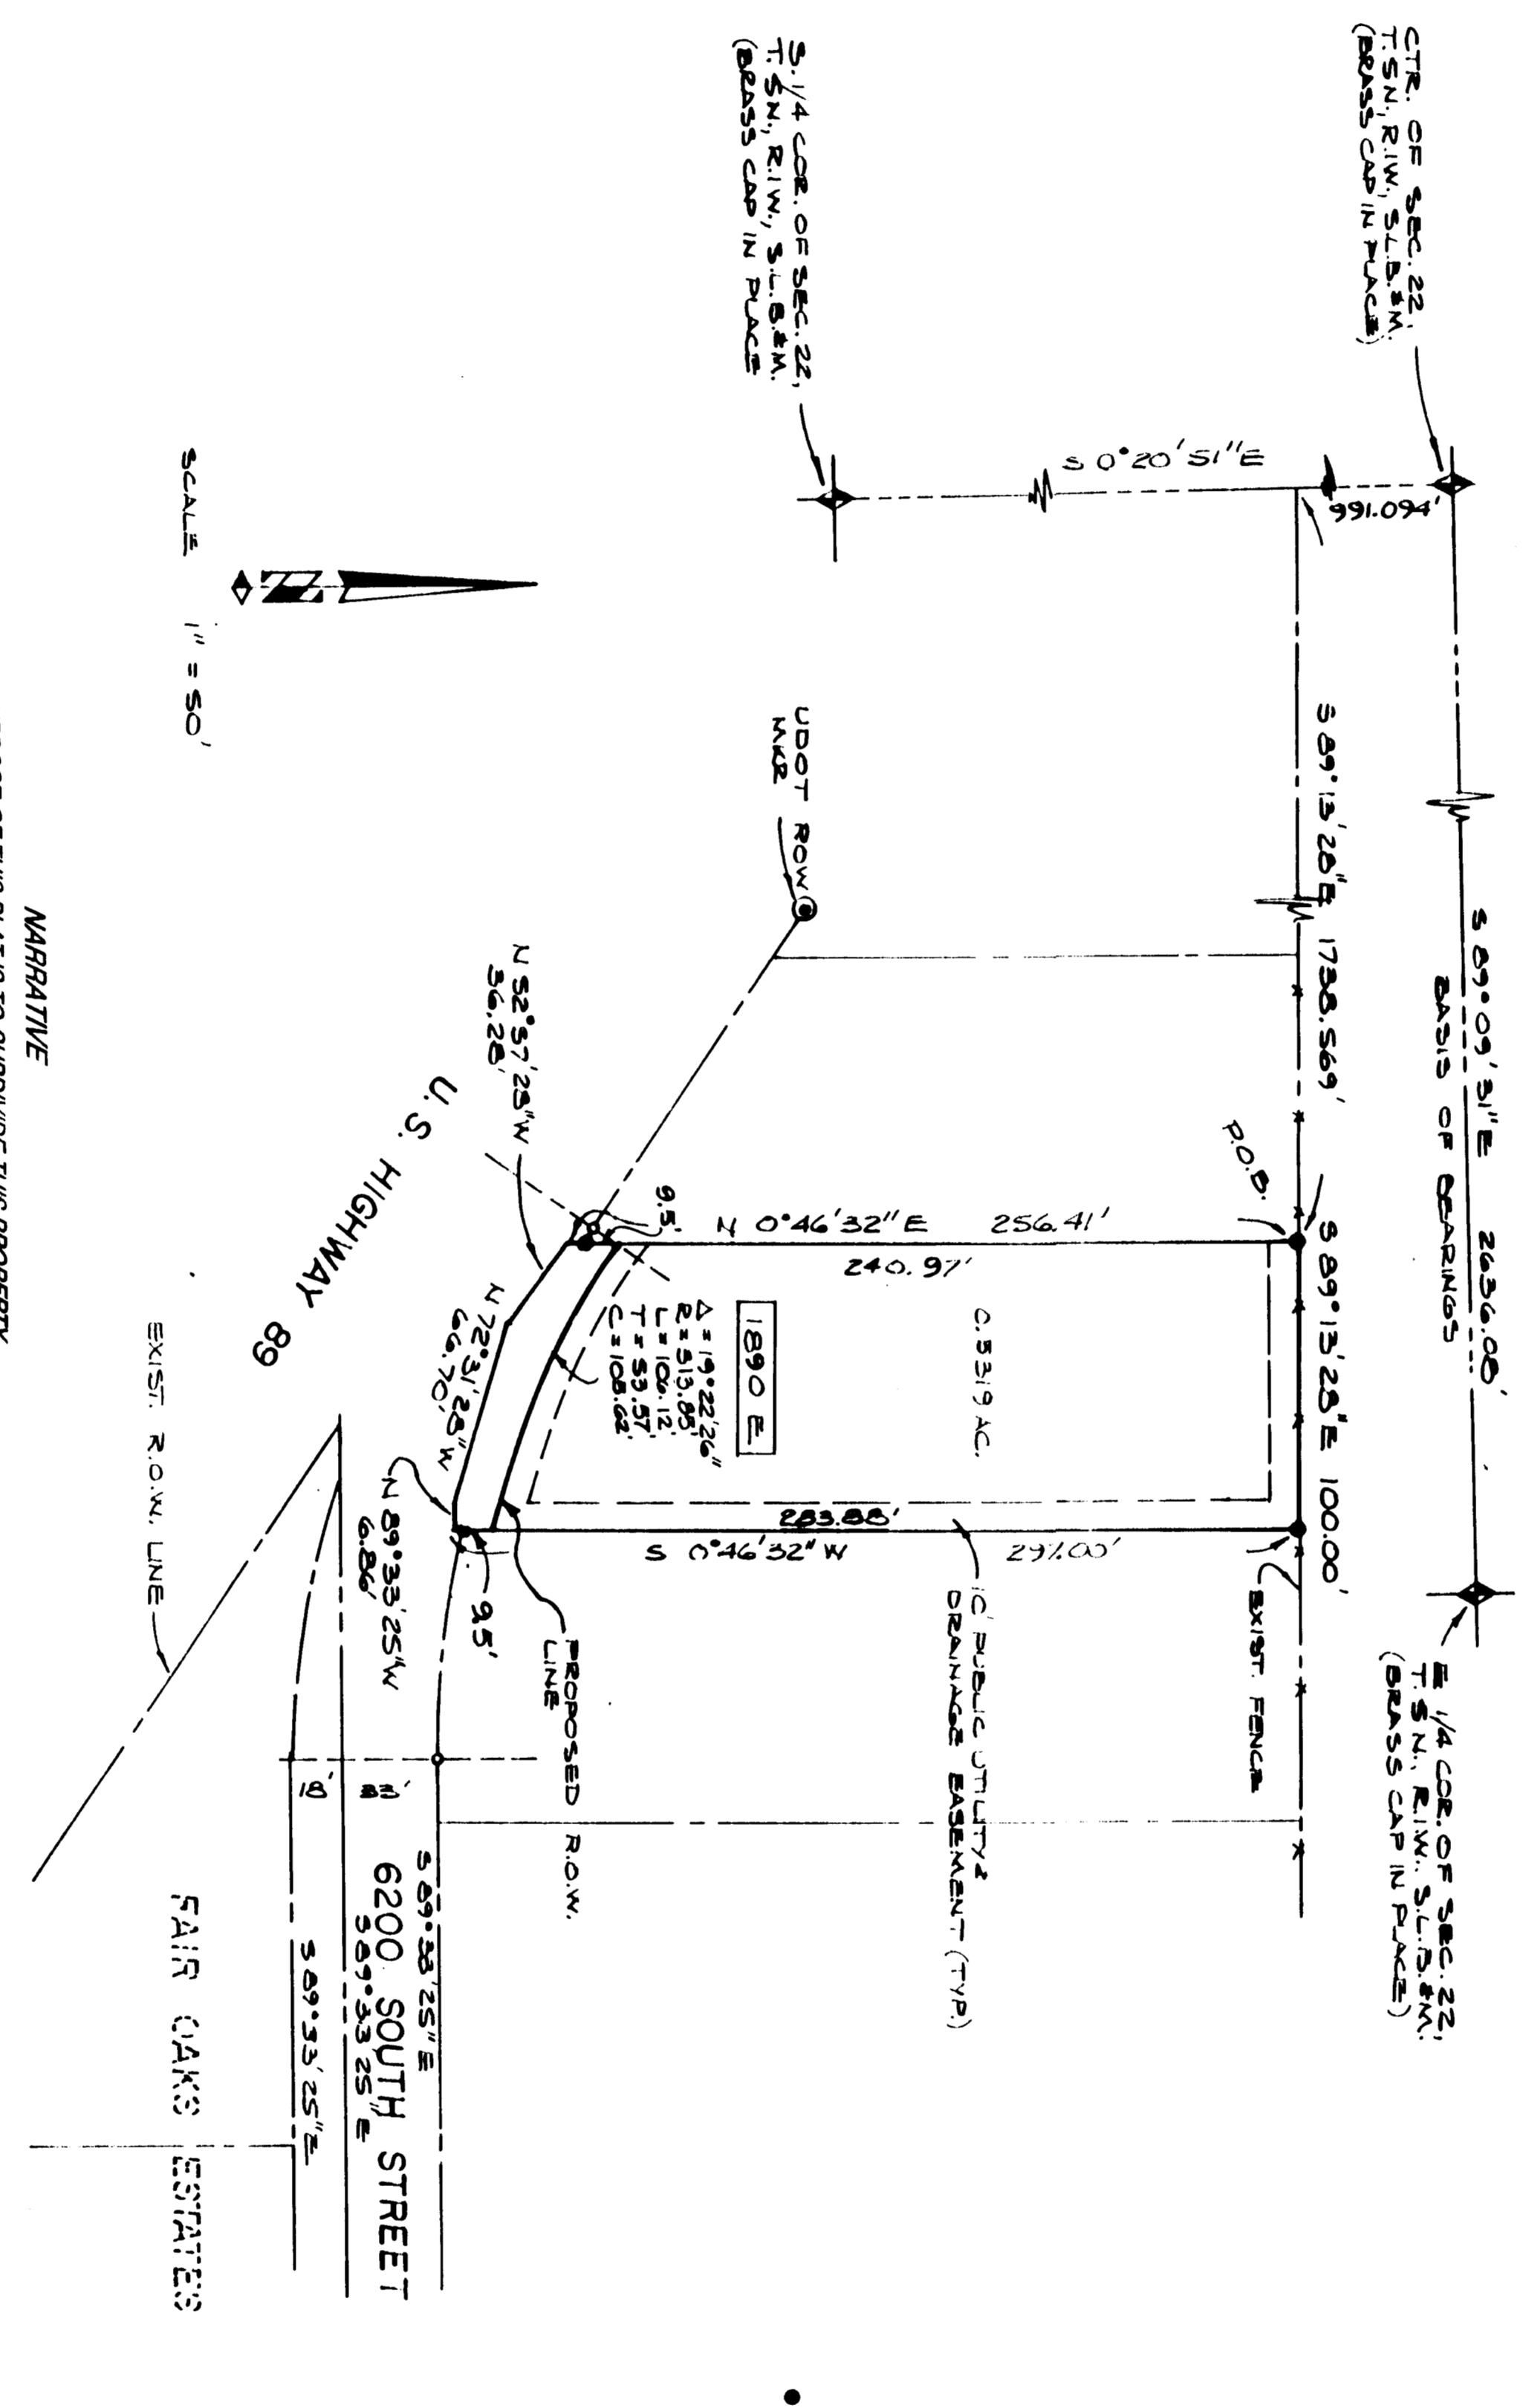 CTR. OF SEC. 22,
T.5N., R.1W., S.L.B.&M.
(BRASS CAP IN PLACE)
S 89°09'31"E 2636.08'
BASIS OF BEARINGS
E 1/4 COR. OF SEC. 22,
T.5N., R.1W., S.L.B.&M.
(BRASS CAP IN PLACE)
991.094'
S 0°20'51"E
S 89°13'28"E 1738.569'
S 89°13'28"E 100.00'
P.O.B.
EXIST. FENCE
S. 1/4 COR. OF SEC. 22,
T.5N., R.1W., S.L.B.&M.
(BRASS CAP IN PLACE
UDOT ROW
MKR
N 0°46'32"E 256.41'
240.97'
0.5319 AC.
1890 E
Δ = 19°22'26"
R = 313.85'
L = 106.12'
T = 53.57'
C = 105.62'
283.88'
S 0°46'32"W 297.00'
10' PUBLIC UTILITY &
DRAINAGE EASEMENT (TYP.)
9.5'
N 52°57'28"W
36.28'
N 72°31'28"W
66.70'
N 89°33'25"W
6.86'
9.5'
PROPOSED R.O.W.
LINE
U.S. HIGHWAY 89
EXIST. R.O.W. LINE
33'
18'
S 89°33'25"E
6200 SOUTH STREET
S 89°33'25"E
S 89°33'25"E
FAIR OAKS ESTATES
SCALE 1" = 50'
NARRATIVE